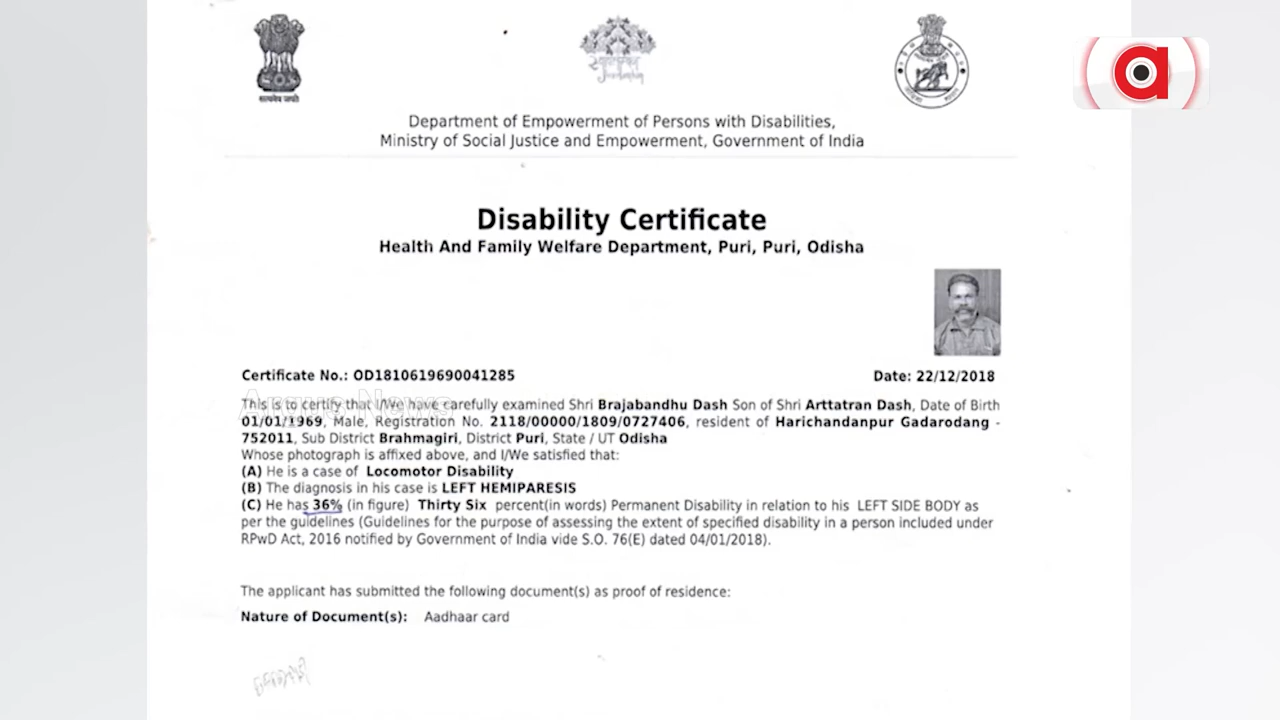 सत्यमेव जयते
Department of Empowerment of Persons with Disabilities,
Ministry of Social Justice and Empowerment, Government of India
Disability Certificate
Health And Family Welfare Department, Puri, Puri, Odisha
Certificate No.: OD1810619690041285
Date: 22/12/2018
Argus News
This is to certify that I/We have carefully examined Shri Brajabandhu Dash Son of Shri Arttatran Dash, Date of Birth
01/01/1969, Male, Registration No. 2118/00000/1809/0727406, resident of Harichandanpur Gadarodang -
752011, Sub District Brahmagiri, District Puri, State / UT Odisha
Whose photograph is affixed above, and I/We satisfied that:
(A) He is a case of Locomotor Disability
(B) The diagnosis in his case is LEFT HEMIPARESIS
(C) He has 36% (in figure) Thirty Six percent(in words) Permanent Disability in relation to his LEFT SIDE BODY as
per the guidelines (Guidelines for the purpose of assessing the extent of specified disability in a person included under
RPwD Act, 2016 notified by Government of India vide S.O. 76(E) dated 04/01/2018).
The applicant has submitted the following document(s) as proof of residence:
Nature of Document(s): Aadhaar card